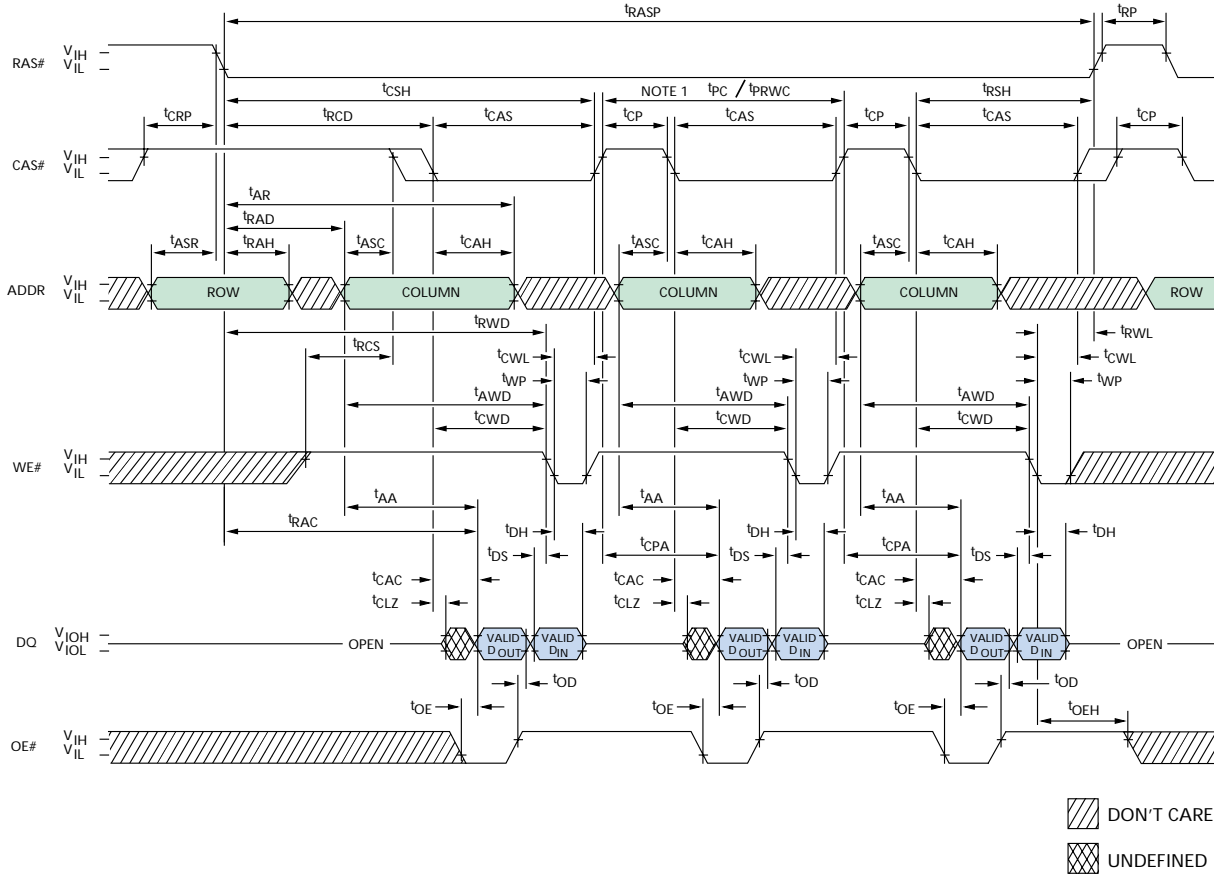 tRASP tRP
RAS# VIH
VIL
tCSH NOTE 1 tPC / tPRWC tRSH
tCRP tRCD tCAS tCP tCAS tCP tCAS tCP
CAS# VIH
VIL
tAR
tRAD
tASR tRAH tASC tCAH tASC tCAH tASC tCAH
ADDR VIH
VIL
ROW COLUMN COLUMN COLUMN ROW
tRWD tRWL
tRCS tCWL tCWL tCWL
tWP tWP tWP
tAWD tAWD tAWD
tCWD tCWD tCWD
WE# VIH
VIL
tAA tAA tAA
tRAC tDH tDH tDH
tDS tCPA tDS tCPA tDS
tCAC tCAC tCAC
tCLZ tCLZ tCLZ
DQ VIOH
VIOL
OPEN VALID DOUT VALID DIN VALID DOUT VALID DIN VALID DOUT VALID DIN OPEN
tOD tOD tOD
tOE tOE tOE tOEH
OE# VIH
VIL
DON'T CARE
UNDEFINED